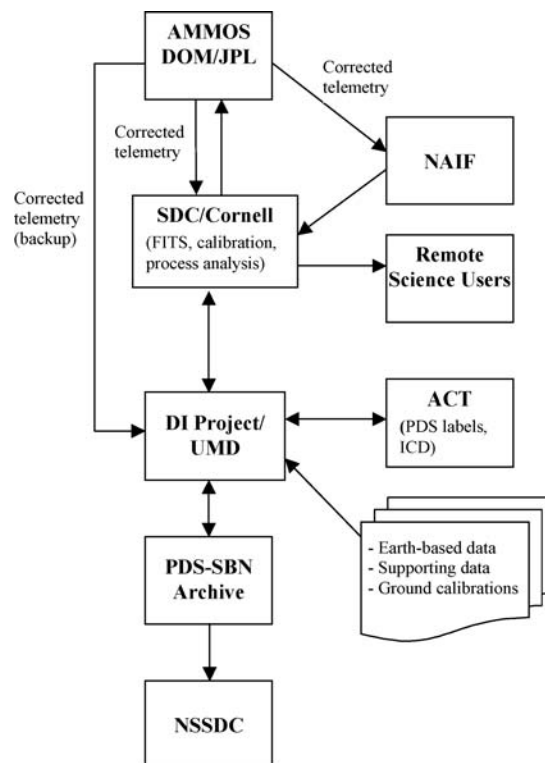 AMMOS
DOM/JPL
Corrected
telemetry
Corrected
telemetry
NAIF
Corrected
telemetry
(backup)
SDC/Cornell
(FITS, calibration,
process analysis)
Remote
Science Users
DI Project/
UMD
ACT
(PDS labels,
ICD)
- Earth-based data
- Supporting data
- Ground calibrations
PDS-SBN
Archive
NSSDC